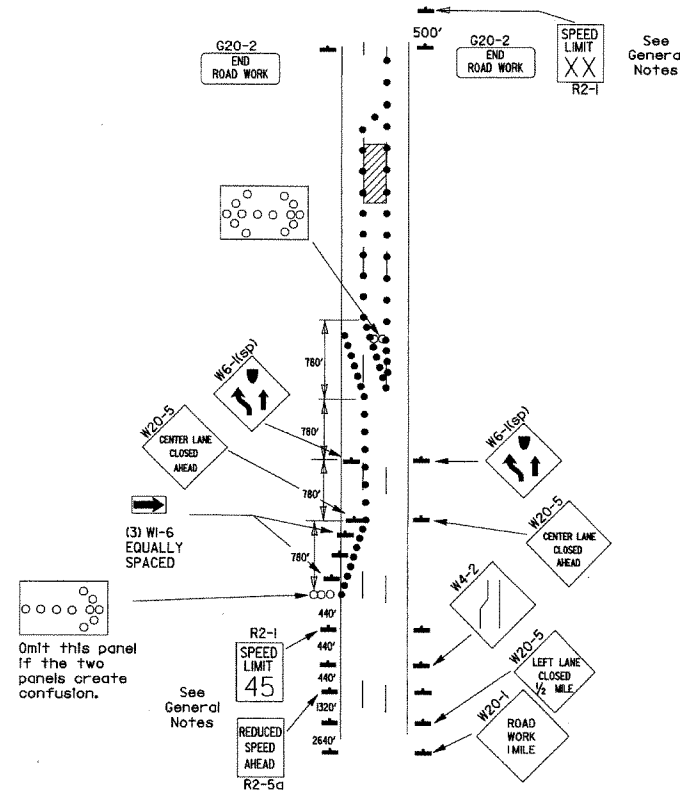 500'
G20-2
END
ROAD WORK
G20-2
END
ROAD WORK
SPEED
LIMIT
XX
R2-1
See
General
Notes
780'
W6-1(sp)
780'
W20-5
CENTER LANE
CLOSED
AHEAD
W6-1(sp)
780'
(3) W1-6
EQUALLY
SPACED
780'
W20-5
CENTER LANE
CLOSED
AHEAD
Omit this panel
if the two
panels create
confusion.
440'
R2-1
SPEED
LIMIT
45
440'
W4-2
440'
See
General
Notes
W20-5
LEFT LANE
CLOSED
1/2 MILE
1320'
REDUCED
SPEED
AHEAD
R2-5a
2640'
W20-1
ROAD
WORK
1 MILE